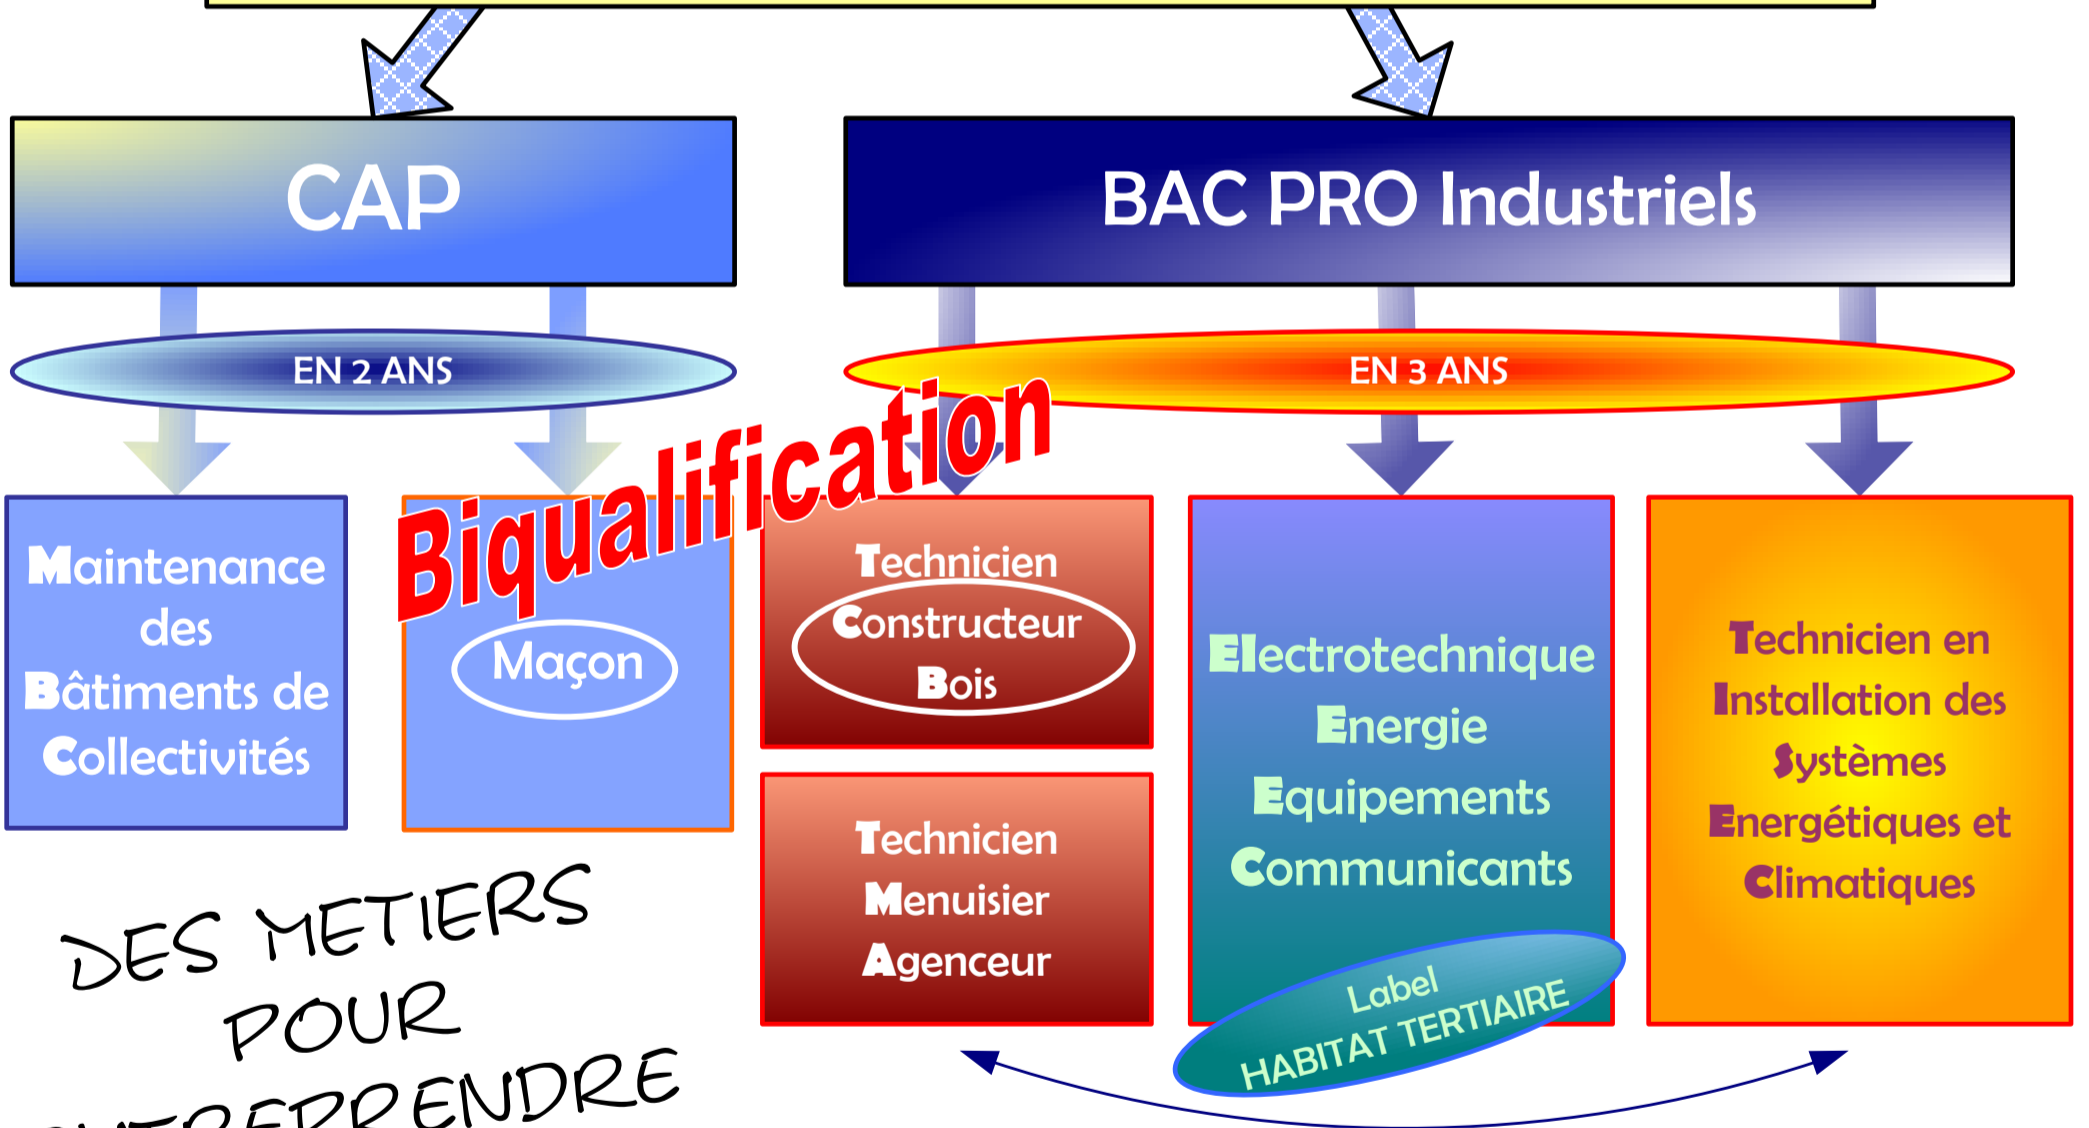 CAP
BAC PRO Industriels
EN 2 ANS
EN 3 ANS
Biqualification
Maintenance
des
Bâtiments de
Collectivités
Maçon
Technicien
Constructeur
Bois
Technicien
Menuisier
Agenceur
Electrotechnique
Energie
Equipements
Communicants
Label
HABITAT TERTIAIRE
Technicien en
Installation des
Systèmes
Energétiques et
Climatiques
DES METIERS
POUR
ENTREPRENDRE